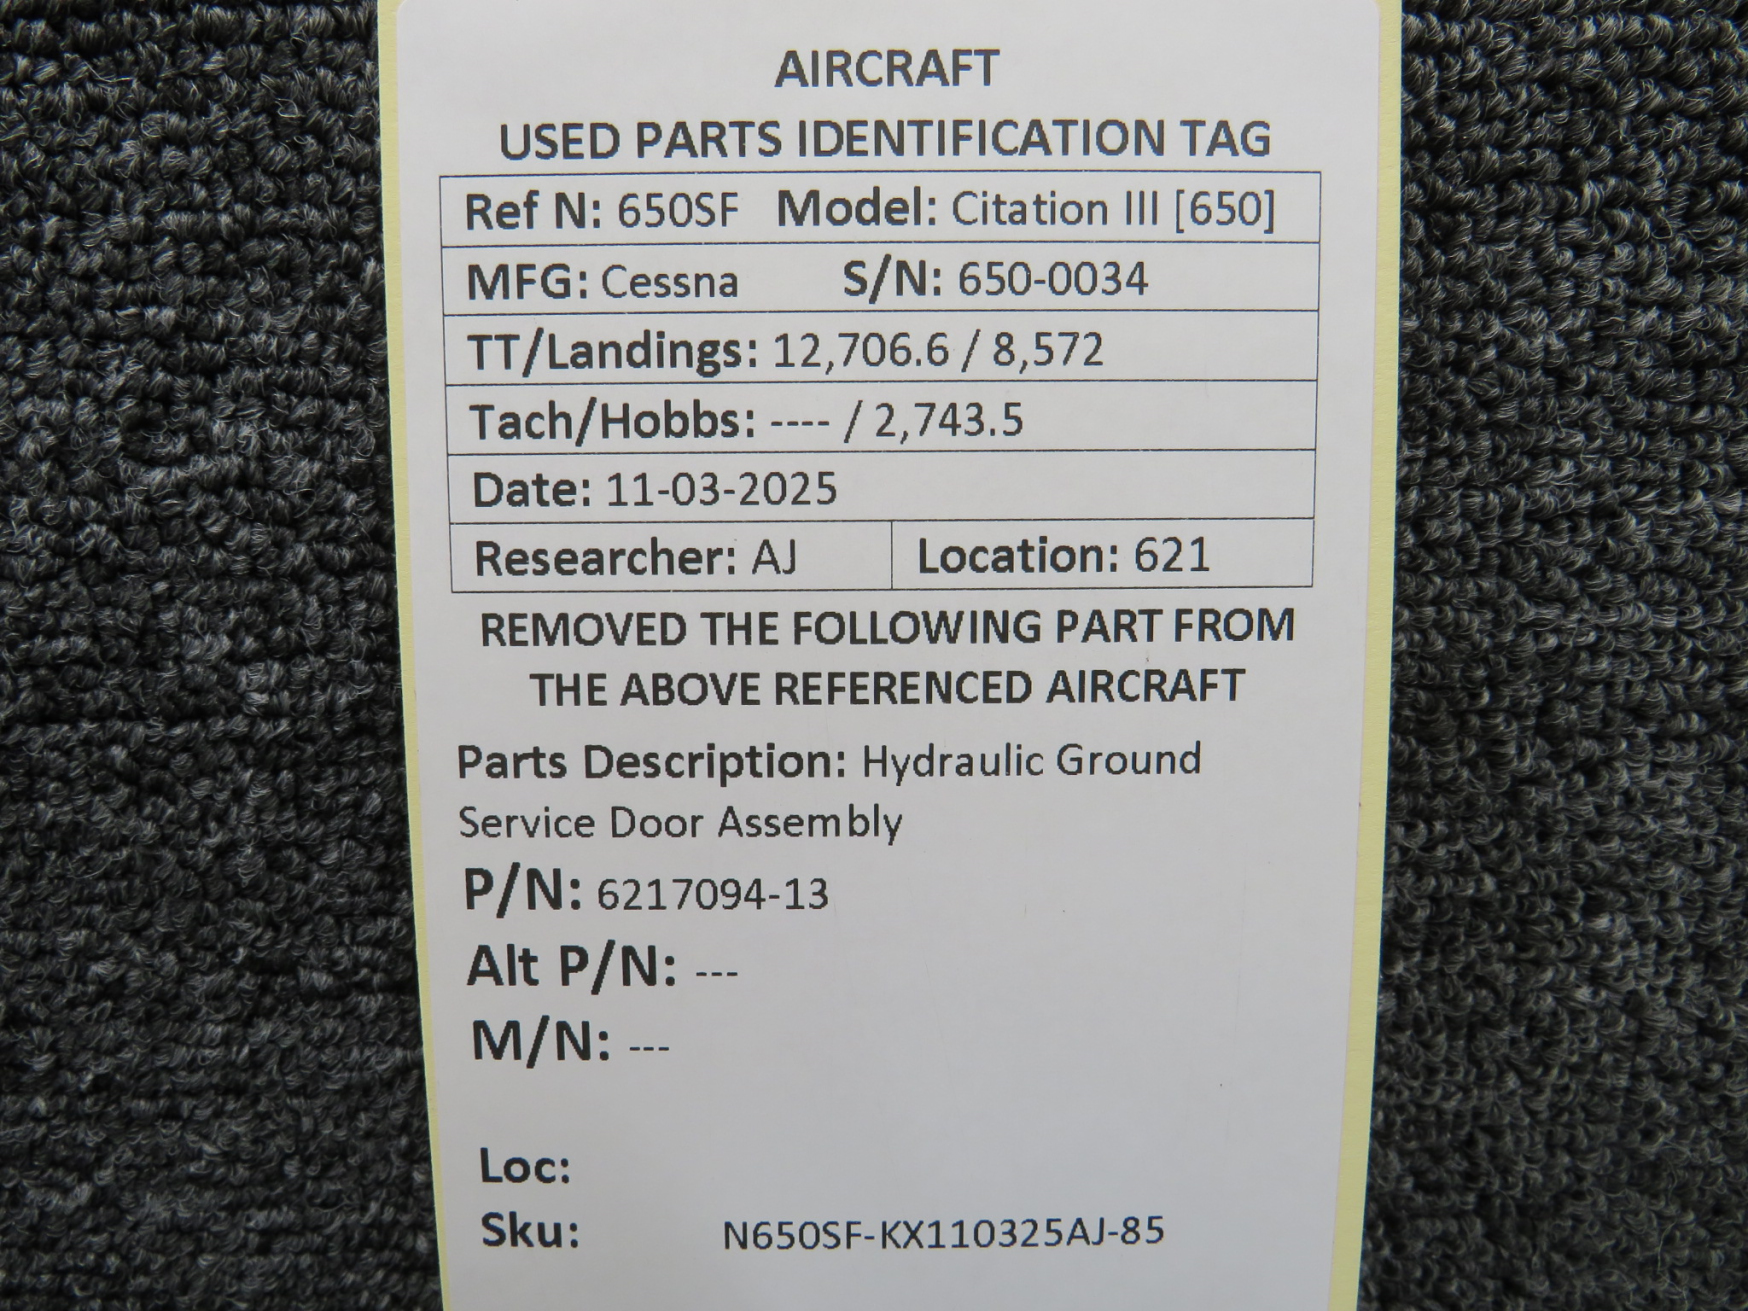 AIRCRAFT
USED PARTS IDENTIFICATION TAG
Ref N: 650SF Model: Citation III [650]
MFG: Cessna S/N: 650-0034
TT/Landings: 12,706.6 / 8,572
Tach/Hobbs: ---- / 2,743.5
Date: 11-03-2025
Researcher: AJ Location: 621
REMOVED THE FOLLOWING PART FROM
THE ABOVE REFERENCED AIRCRAFT
Parts Description: Hydraulic Ground
Service Door Assembly
P/N: 6217094-13
Alt P/N: ---
M/N: ---
Loc:
Sku: N650SF-KX110325AJ-85